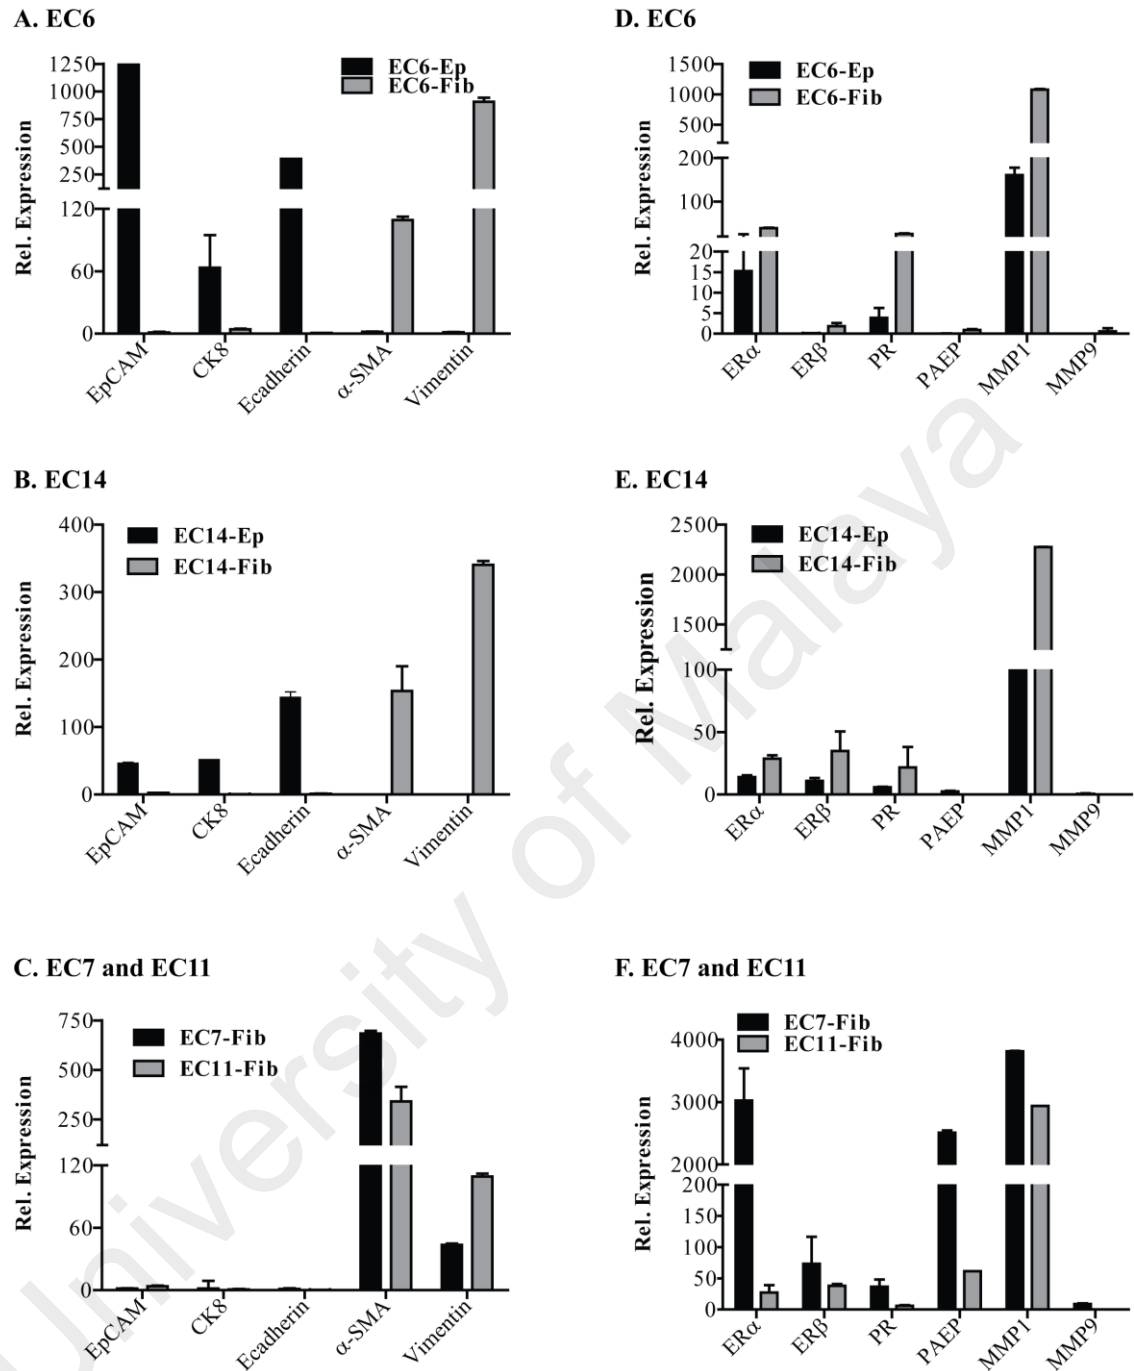 A. EC6
1250
1000
750
500
250
120
60
0
Rel. Expression
EC6-Ep
EC6-Fib
EpCAM
CK8
Ecadherin
α-SMA
Vimentin
D. EC6
1500
1000
500
200
100
20
15
10
5
0
Rel. Expression
EC6-Ep
EC6-Fib
ERα
ERβ
PR
PAEP
MMP1
MMP9
B. EC14
400
300
200
100
0
Rel. Expression
EC14-Ep
EC14-Fib
EpCAM
CK8
Ecadherin
α-SMA
Vimentin
E. EC14
2500
2000
1500
100
50
0
Rel. Expression
EC14-Ep
EC14-Fib
ERα
ERβ
PR
PAEP
MMP1
MMP9
C. EC7 and EC11
750
500
250
120
60
0
Rel. Expression
EC7-Fib
EC11-Fib
EpCAM
CK8
Ecadherin
α-SMA
Vimentin
F. EC7 and EC11
4000
3000
2000
200
150
100
50
0
Rel. Expression
EC7-Fib
EC11-Fib
ERα
ERβ
PR
PAEP
MMP1
MMP9
University of Malaya